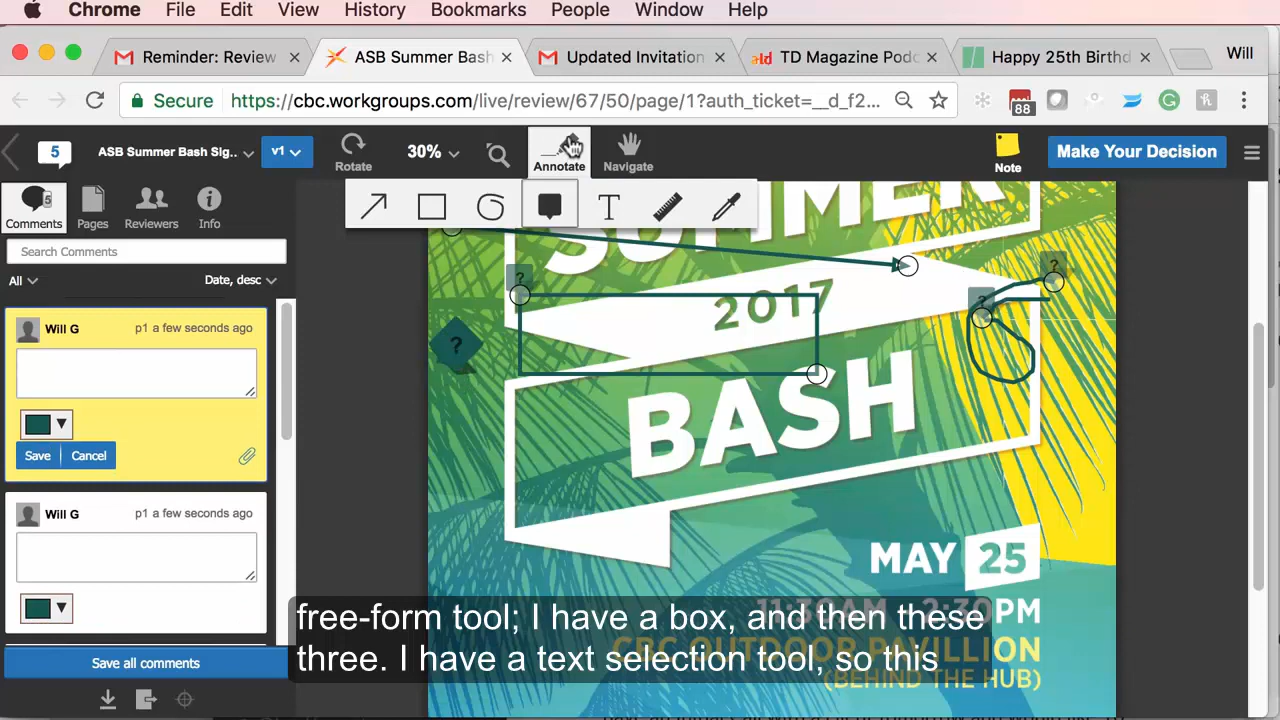 Chrome File Edit View History Bookmarks People Window Help
Reminder: Review ASB Summer Bash Updated Invitation TD Magazine Podc Happy 25th Birthd Will
Secure https://cbc.workgroups.com/live/review/67/50/page/1?auth_ticket=__d_f2... 88
5 ASB Summer Bash Sig.. v1 Rotate 30% Annotate Navigate Note Make Your Decision
Comments 5 Pages Reviewers Info T
Search Comments
All Date, desc
Will G p1 a few seconds ago
Save Cancel
Will G p1 a few seconds ago
Save all comments
SUMMER
?
?
?
?
2017
BASH
MAY 25
11:30AM - 2:30PM
CBC OUTDOOR PAVILLION
(BEHIND THE HUB)
free-form tool; I have a box, and then these
three. I have a text selection tool, so this